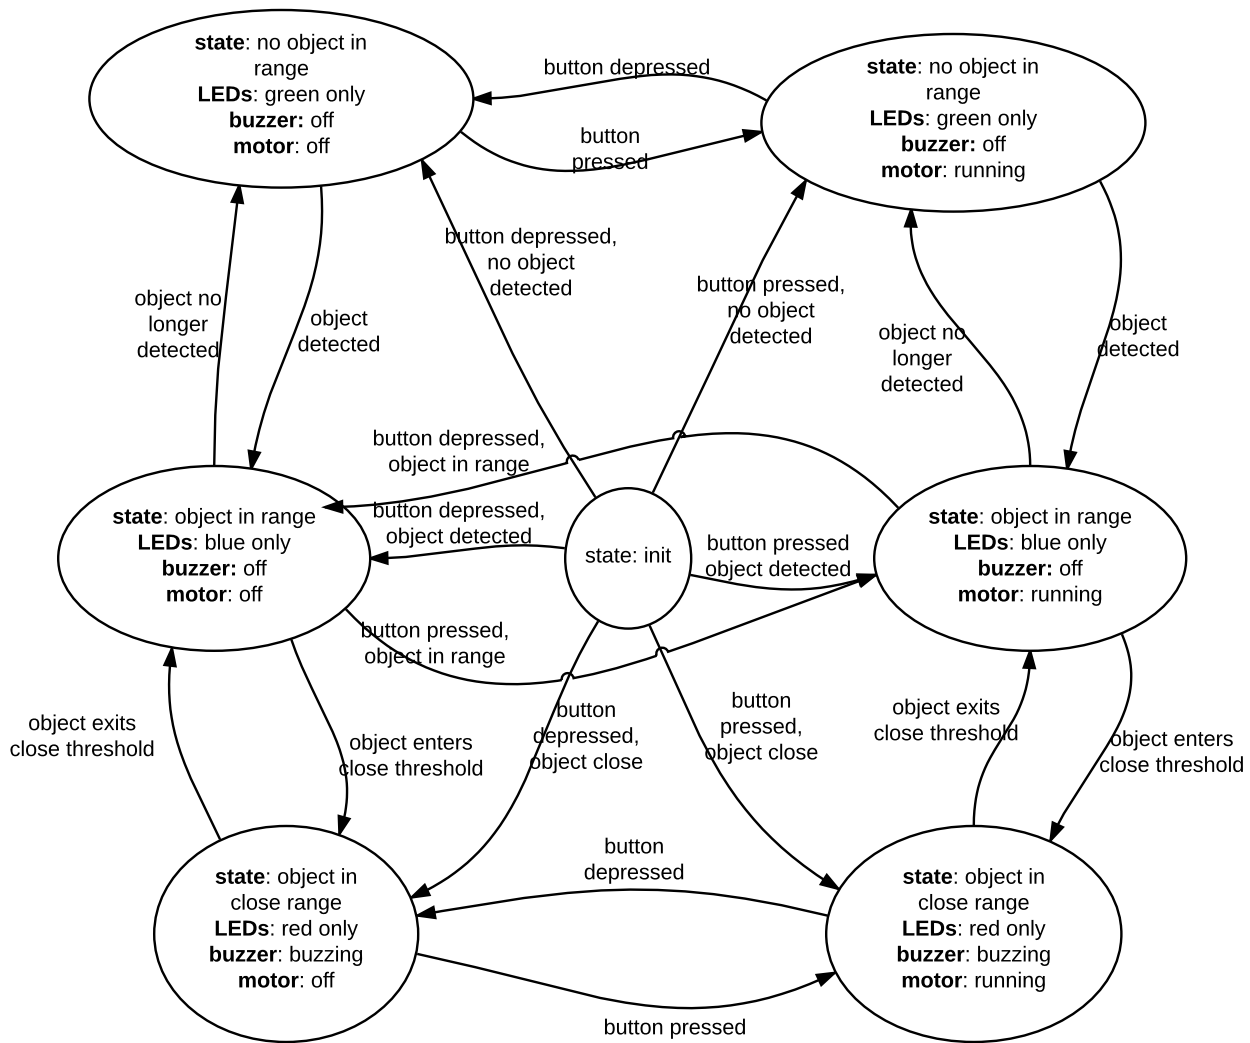 state: no object in
range
LEDs: green only
buzzer: off
motor: off
button depressed
button
pressed
state: no object in
range
LEDs: green only
buzzer: off
motor: running
button depressed,
no object
detected
button pressed,
no object
detected
object no
longer
detected
object
detected
object no
longer
detected
object
detected
button depressed,
object in range
button depressed,
object detected
state: object in range
LEDs: blue only
buzzer: off
motor: off
state: init
button pressed
object detected
state: object in range
LEDs: blue only
buzzer: off
motor: running
button pressed,
object in range
object exits
close threshold
object enters
close threshold
button
depressed,
object close
button
pressed,
object close
object exits
close threshold
object enters
close threshold
button
depressed
state: object in
close range
LEDs: red only
buzzer: buzzing
motor: off
state: object in
close range
LEDs: red only
buzzer: buzzing
motor: running
button pressed